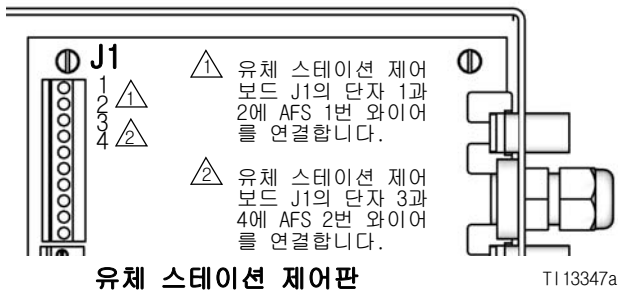 J1
1
2
3
4
1
2
1
유체 스테이션 제어
보드 J1의 단자 1과
2에 AFS 1번 와이어
를 연결합니다.
2
유체 스테이션 제어
보드 J1의 단자 3과
4에 AFS 2번 와이어
를 연결합니다.
유체 스테이션 제어판
TI13347a